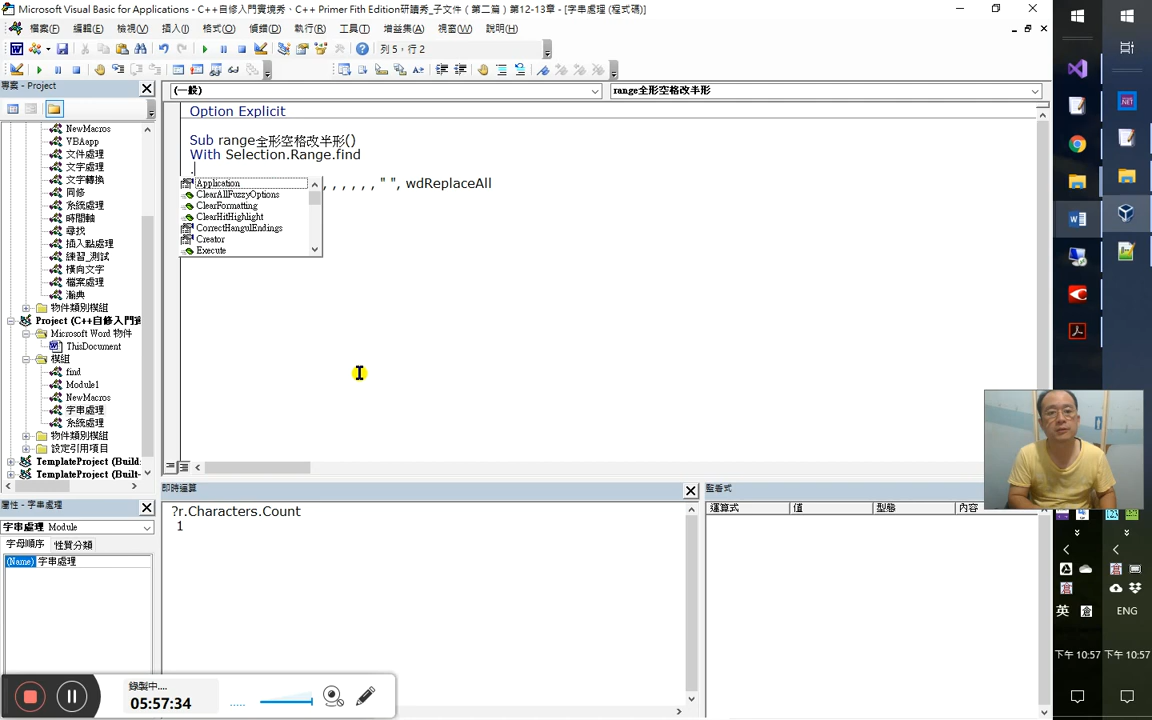 Microsoft Visual Basic for Applications - C++自修入門實境秀、C++ Primer Fith Edition研讀秀_子文件（第二篇）第12-13章 - [字串處理 (程式碼)]
檔案(F) 編輯(E) 檢視(V) 插入(I) 格式(O) 偵錯(D) 執行(R) 工具(T) 增益集(A) 視窗(W) 說明(H)
列 5，行 2
專案 - Project
(一般)
range全形空格改半形
NewMacros
VBAapp
文件處理
文字處理
文字轉換
同修
系統處理
時間軸
尋找
插入點處理
練習_測試
橫向文字
檔案處理
瀚典
物件類別模組
Project (C++自修入門實
Microsoft Word 物件
ThisDocument
模組
find
Module1
NewMacros
字串處理
系統處理
物件類別模組
設定引用項目
TemplateProject (Build
TemplateProject (Built-
Option Explicit
Sub range全形空格改半形()
With Selection.Range.find
.
, , , , , , " ", wdReplaceAll
Application
ClearAllFuzzyOptions
ClearFormatting
ClearHitHighlight
CorrectHangulEndings
Creator
Execute
屬性 - 字串處理
字串處理 Module
字母順序 性質分類
(Name) 字串處理
即時運算
?r.Characters.Count
1
監看式
運算式 值 型態 內容
錄製中....
05:57:34
英 倉 ENG
下午 10:57 下午 10:57